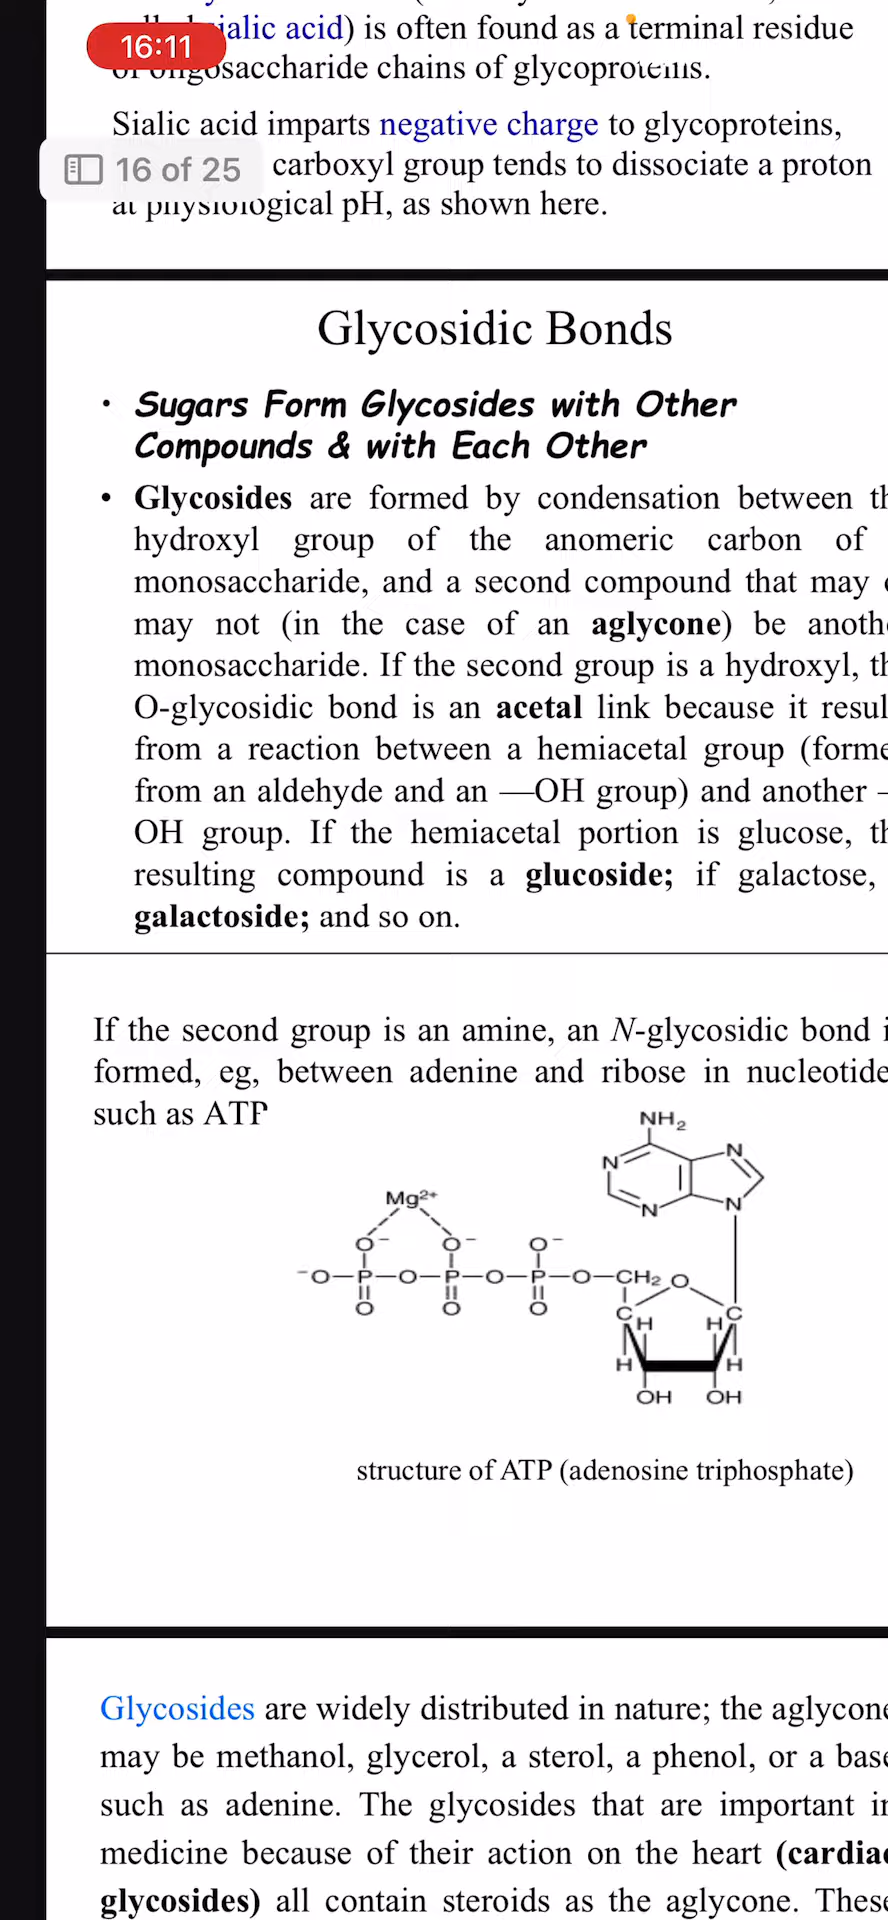 ialic acid) is often found as a terminal residue
16:11
of oligosaccharide chains of glycoproteins.
Sialic acid imparts negative charge to glycoproteins,
16 of 25 carboxyl group tends to dissociate a proton
at physiological pH, as shown here.
Glycosidic Bonds
• Sugars Form Glycosides with Other
Compounds & with Each Other
• Glycosides are formed by condensation between th
hydroxyl group of the anomeric carbon of
monosaccharide, and a second compound that may
may not (in the case of an aglycone) be anoth
monosaccharide. If the second group is a hydroxyl, th
O-glycosidic bond is an acetal link because it resul
from a reaction between a hemiacetal group (forme
from an aldehyde and an —OH group) and another –
OH group. If the hemiacetal portion is glucose, th
resulting compound is a glucoside; if galactose,
galactoside; and so on.
If the second group is an amine, an N-glycosidic bond i
formed, eg, between adenine and ribose in nucleotide
such as ATP
NH₂
N
N
N
N
Mg²⁺
O⁻ O⁻ O⁻
⁻O—P—O—P—O—P—O—CH₂ O
O O O
C H H C
H H
OH OH
structure of ATP (adenosine triphosphate)
Glycosides are widely distributed in nature; the aglycone
may be methanol, glycerol, a sterol, a phenol, or a base
such as adenine. The glycosides that are important in
medicine because of their action on the heart (cardiac
glycosides) all contain steroids as the aglycone. These